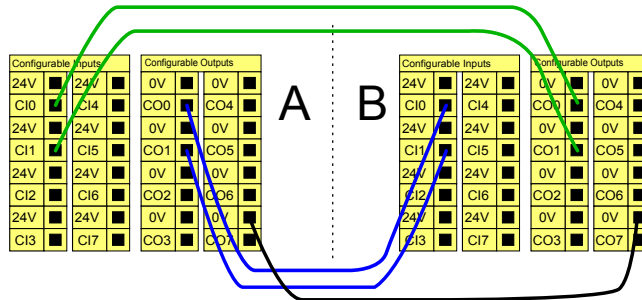 Configurable Inputs
24V 24V
CI0 CI4
24V 24V
CI1 CI5
24V 24V
CI2 CI6
24V 24V
CI3 CI7
Configurable Outputs
0V 0V
CO0 CO4
0V 0V
CO1 CO5
0V 0V
CO2 CO6
0V 0V
CO3 CO7
A
B
Configurable Inputs
24V 24V
CI0 CI4
24V 24V
CI1 CI5
24V 24V
CI2 CI6
24V 24V
CI3 CI7
Configurable Outputs
0V 0V
CO0 CO4
0V 0V
CO1 CO5
0V 0V
CO2 CO6
0V 0V
CO3 CO7